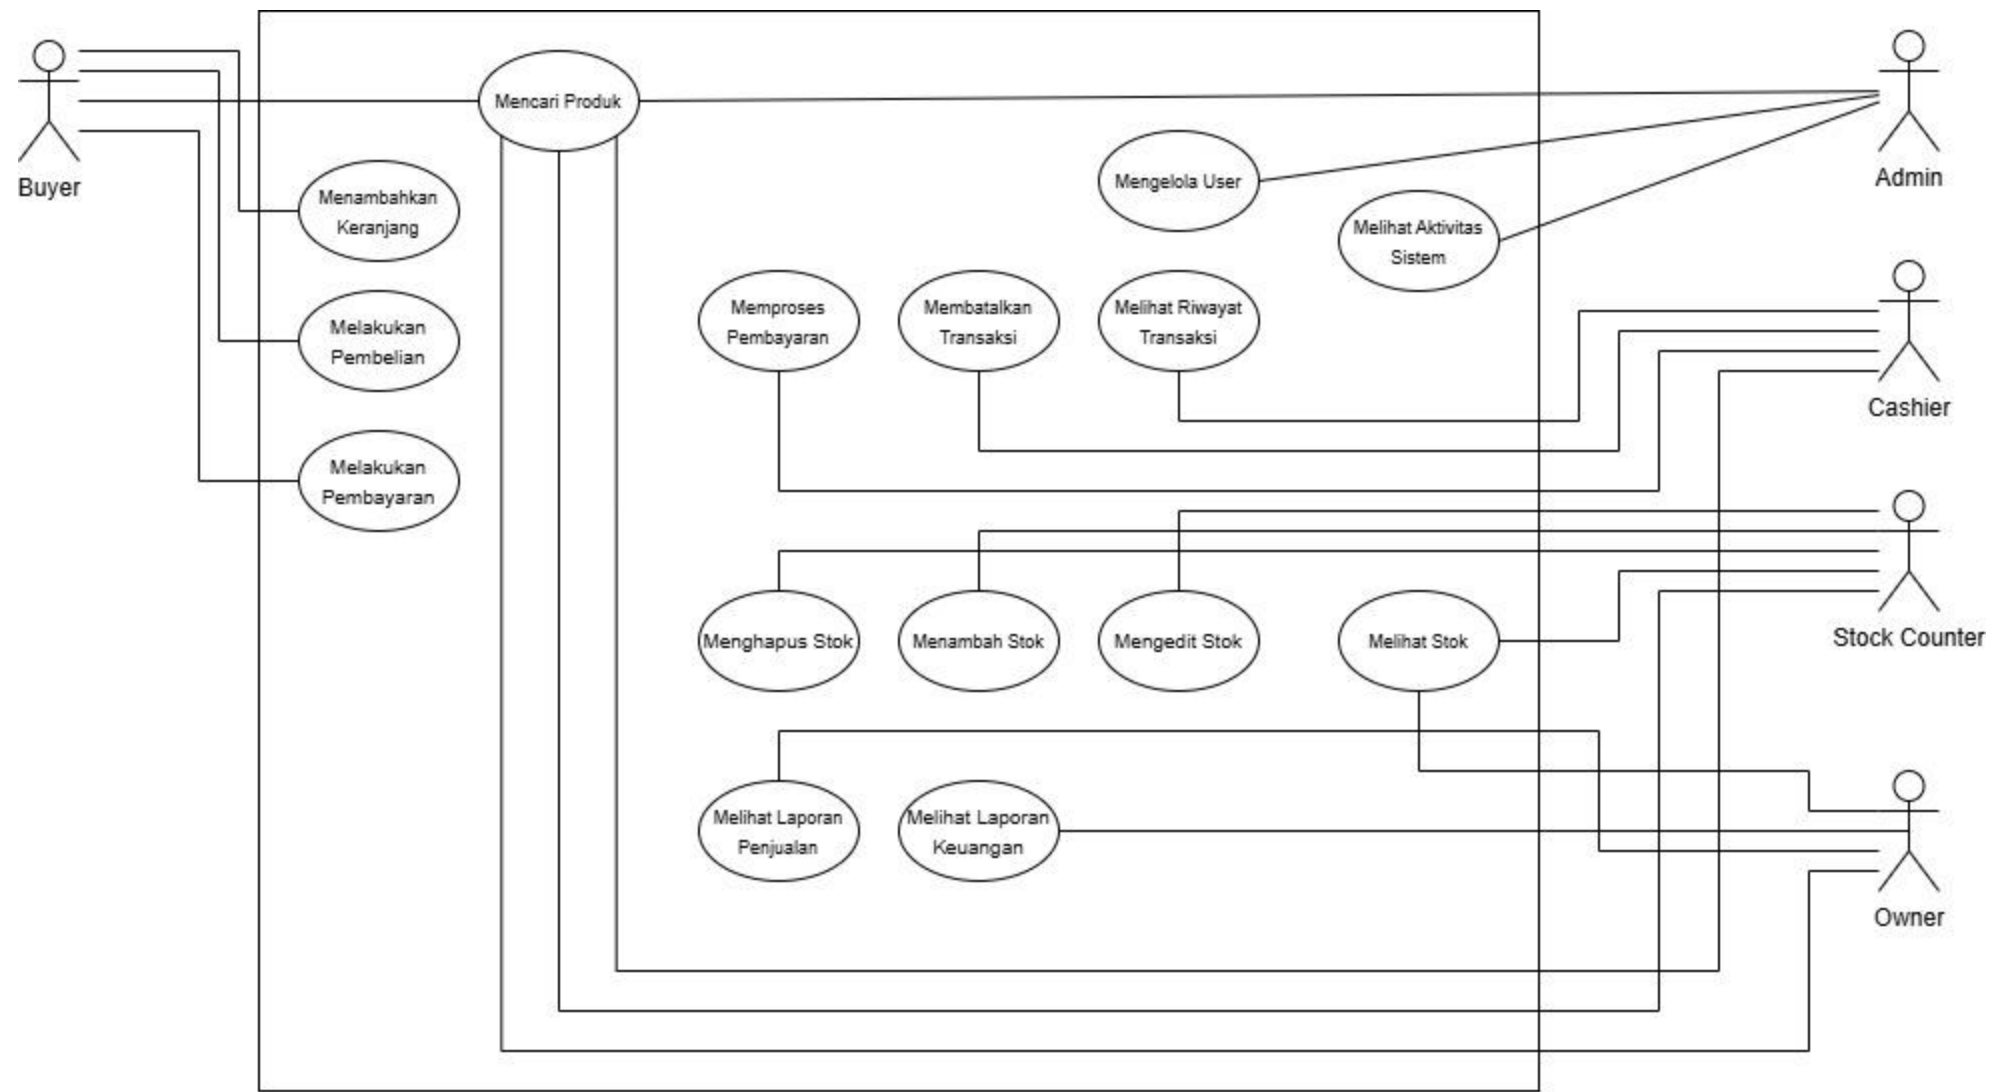 Mencari Produk
Buyer
Admin
Mengelola User
Menambahkan
Keranjang
Melihat Aktivitas
Sistem
Memproses
Pembayaran
Membatalkan
Transaksi
Melihat Riwayat
Transaksi
Melakukan
Pembelian
Cashier
Melakukan
Pembayaran
Menghapus Stok
Menambah Stok
Mengedit Stok
Melihat Stok
Stock Counter
Melihat Laporan
Penjualan
Melihat Laporan
Keuangan
Owner